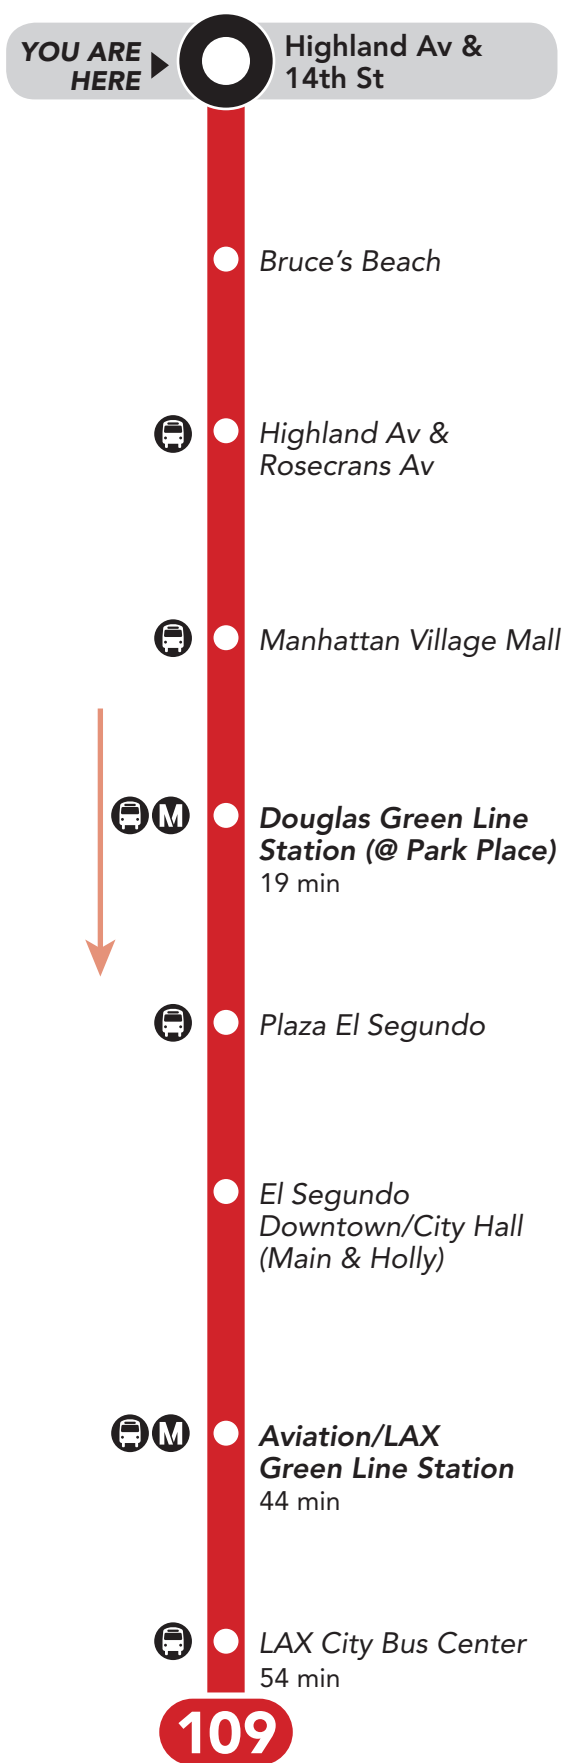 YOU ARE
HERE
Highland Av &
14th St
Bruce's Beach
Highland Av &
Rosecrans Av
Manhattan Village Mall
M
Douglas Green Line
Station (@ Park Place)
19 min
Plaza El Segundo
El Segundo
Downtown/City Hall
(Main & Holly)
M
Aviation/LAX
Green Line Station
44 min
LAX City Bus Center
54 min
109